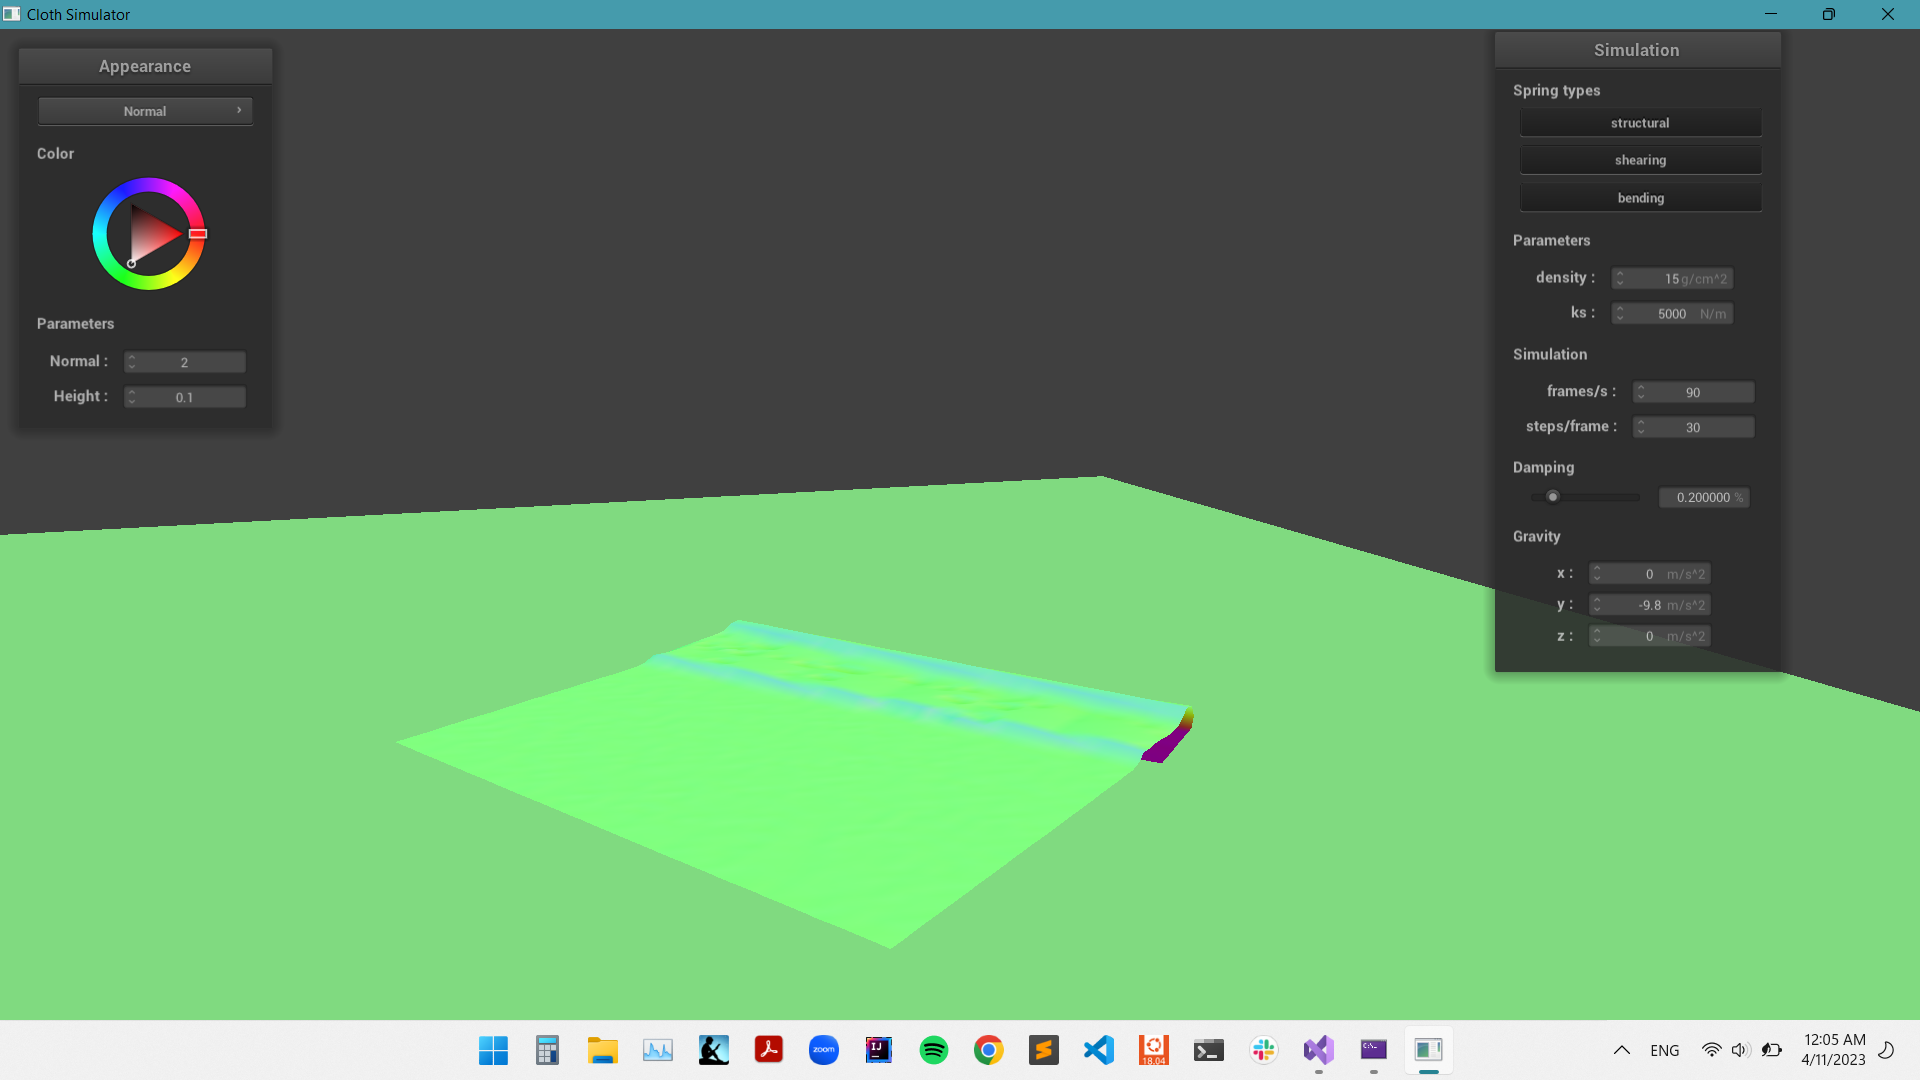 Cloth Simulator
Appearance
Normal
Color
Parameters
Normal :
2
Height :
0.1
Simulation
Spring types
structural
shearing
bending
Parameters
density :
15 g/cm^2
ks :
5000 N/m
Simulation
frames/s :
90
steps/frame :
30
Damping
0.200000 %
Gravity
x :
0 m/s^2
y :
-9.8 m/s^2
z :
0 m/s^2
zoom
IJ
18.04
C:\.
ENG
12:05 AM
4/11/2023